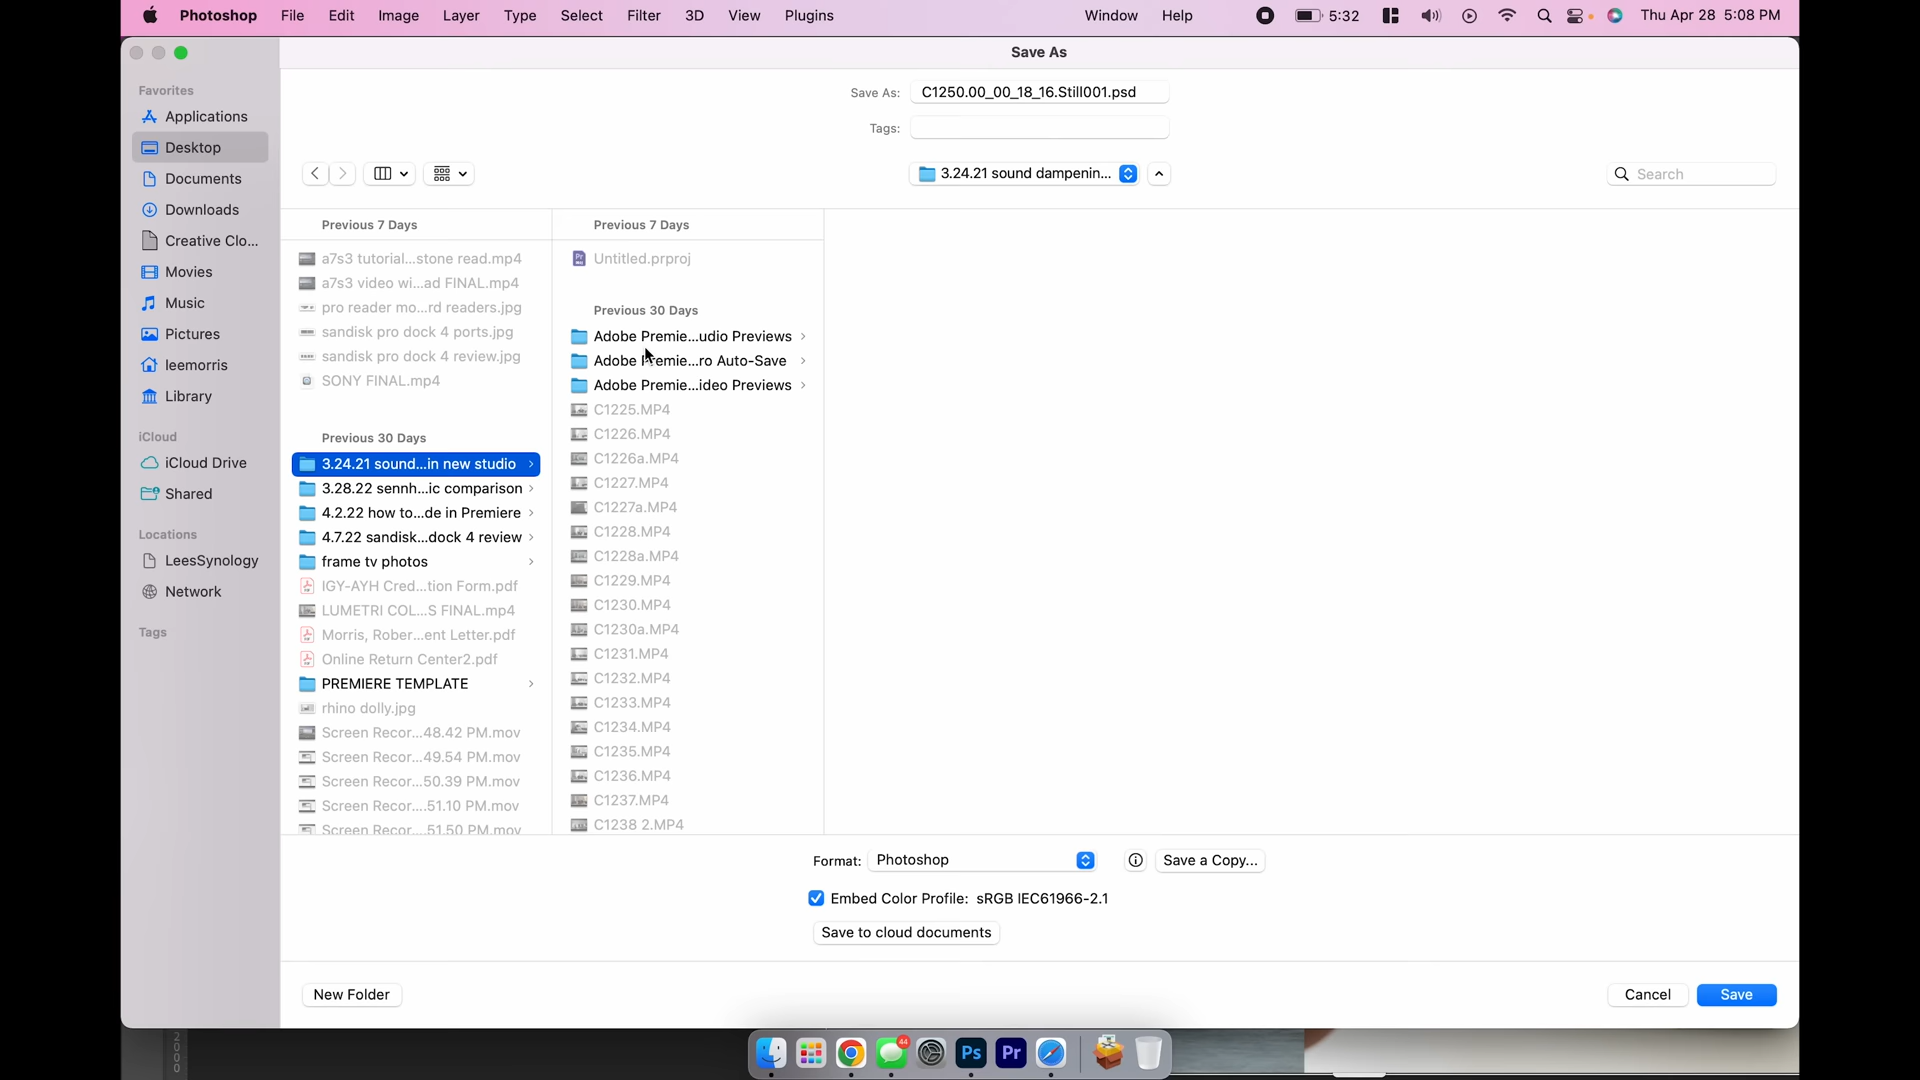 Photoshop File Edit Image Layer Type Select Filter 3D View Plugins Window Help 5:32 Thu Apr 28 5:08 PM
Save As
Favorites
Applications
Desktop
Documents
Downloads
Creative Clo...
Movies
Music
Pictures
leemorris
Library
iCloud
iCloud Drive
Shared
Locations
LeesSynology
Network
Tags
Save As: C1250.00_00_18_16.Still001.psd
Tags:
3.24.21 sound dampenin...
Search
Previous 7 Days
a7s3 tutorial...stone read.mp4
a7s3 video wi...ad FINAL.mp4
pro reader mo...rd readers.jpg
sandisk pro dock 4 ports.jpg
sandisk pro dock 4 review.jpg
SONY FINAL.mp4
Previous 30 Days
3.24.21 sound...in new studio
3.28.22 sennh...ic comparison
4.2.22 how to...de in Premiere
4.7.22 sandisk...dock 4 review
frame tv photos
IGY-AYH Cred...tion Form.pdf
LUMETRI COL...S FINAL.mp4
Morris, Rober...ent Letter.pdf
Online Return Center2.pdf
PREMIERE TEMPLATE
rhino dolly.jpg
Screen Recor...48.42 PM.mov
Screen Recor...49.54 PM.mov
Screen Recor...50.39 PM.mov
Screen Recor...51.10 PM.mov
Screen Recor...51.50 PM.mov
Previous 7 Days
Untitled.prproj
Previous 30 Days
Adobe Premie...udio Previews
Adobe Premie...ro Auto-Save
Adobe Premie...ideo Previews
C1225.MP4
C1226.MP4
C1226a.MP4
C1227.MP4
C1227a.MP4
C1228.MP4
C1228a.MP4
C1229.MP4
C1230.MP4
C1230a.MP4
C1231.MP4
C1232.MP4
C1233.MP4
C1234.MP4
C1235.MP4
C1236.MP4
C1237.MP4
C1238 2.MP4
Format: Photoshop
Save a Copy...
Embed Color Profile: sRGB IEC61966-2.1
Save to cloud documents
New Folder
Cancel
Save
2000
44
Ps
Pr